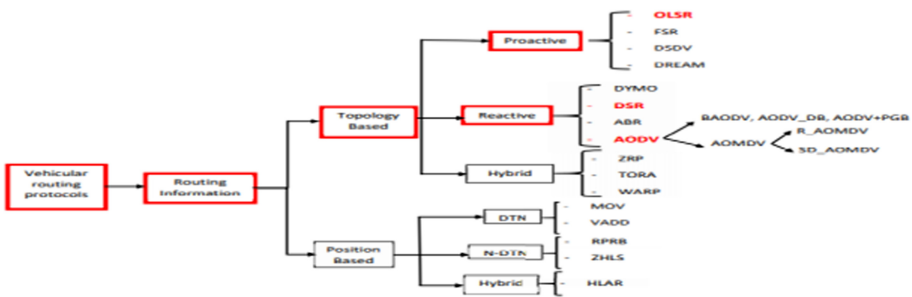 Vehicular
routing
protocols
Routing
Information
Topology
Based
Proactive
- OLSR
- FSR
- DSDV
- DREAM
Reactive
- DYMO
- DSR
- ABR
- AODV
BAODV, AODV_DB, AODV+PGB
AOMDV
R_AOMDV
SD_AOMDV
Hybrid
- ZRP
- TORA
- WARP
Position
Based
DTN
- MOV
- VADD
N-DTN
- RPRB
- ZHLS
Hybrid
- HLAR